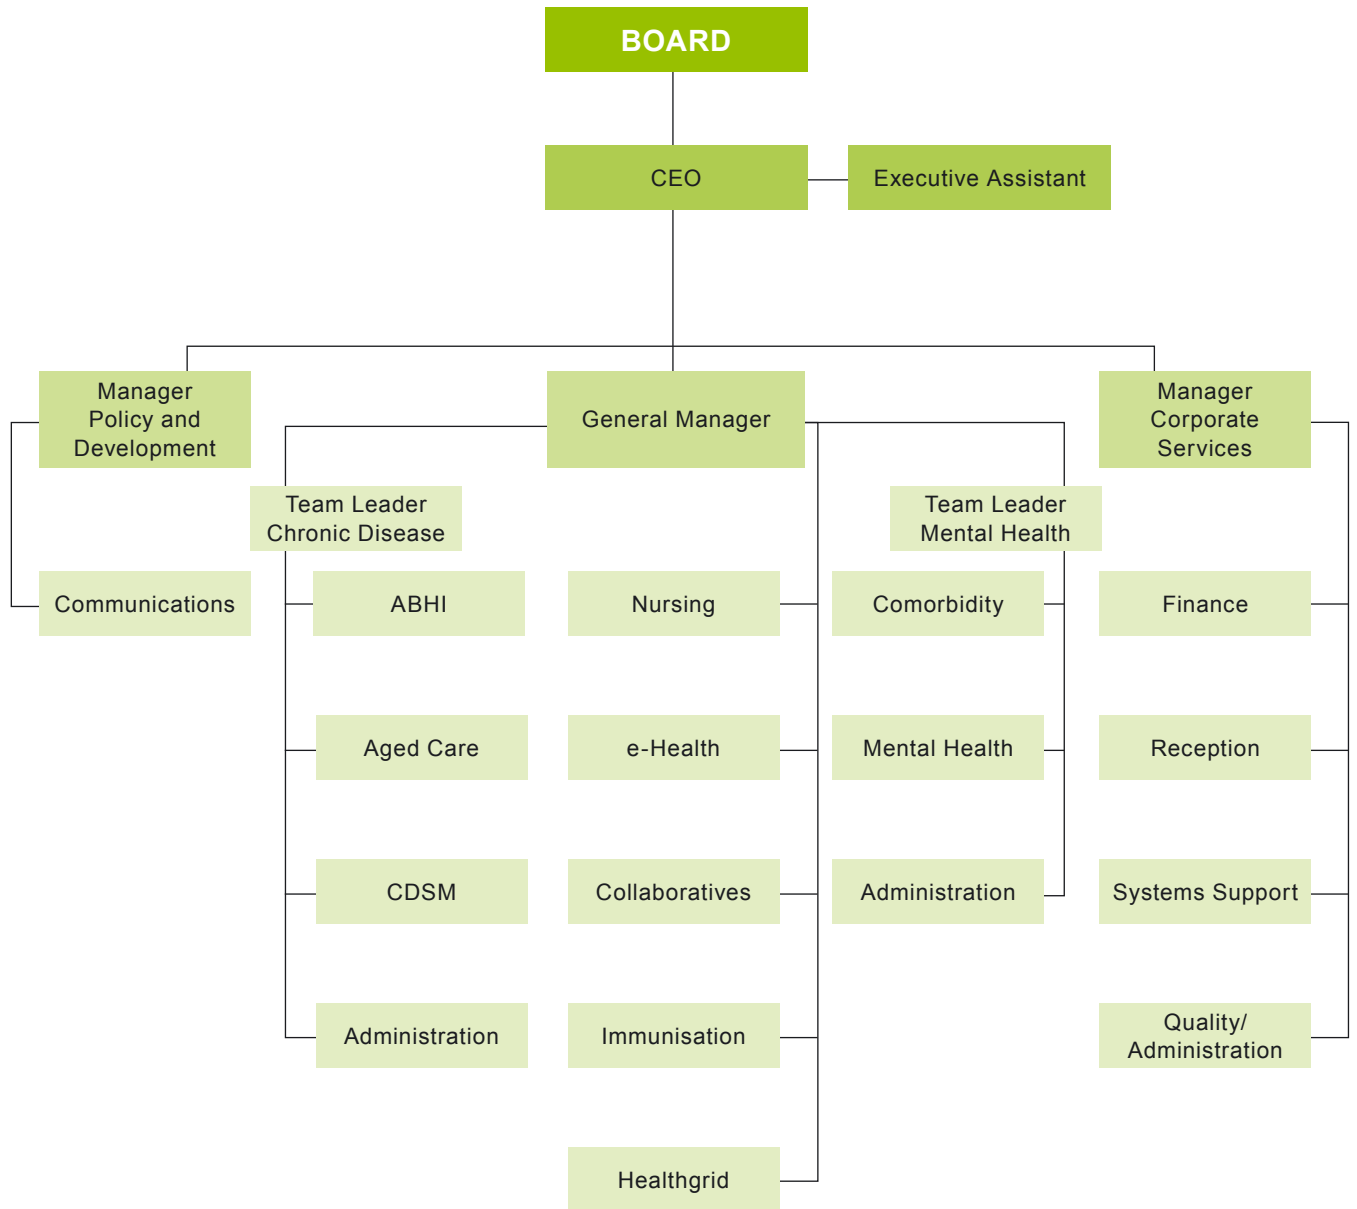 BOARD
CEO
Executive Assistant
Manager
Policy and
Development
General Manager
Manager
Corporate
Services
Team Leader
Chronic Disease
Team Leader
Mental Health
Communications
ABHI
Nursing
Comorbidity
Finance
Aged Care
e-Health
Mental Health
Reception
CDSM
Collaboratives
Administration
Systems Support
Administration
Immunisation
Quality/
Administration
Healthgrid